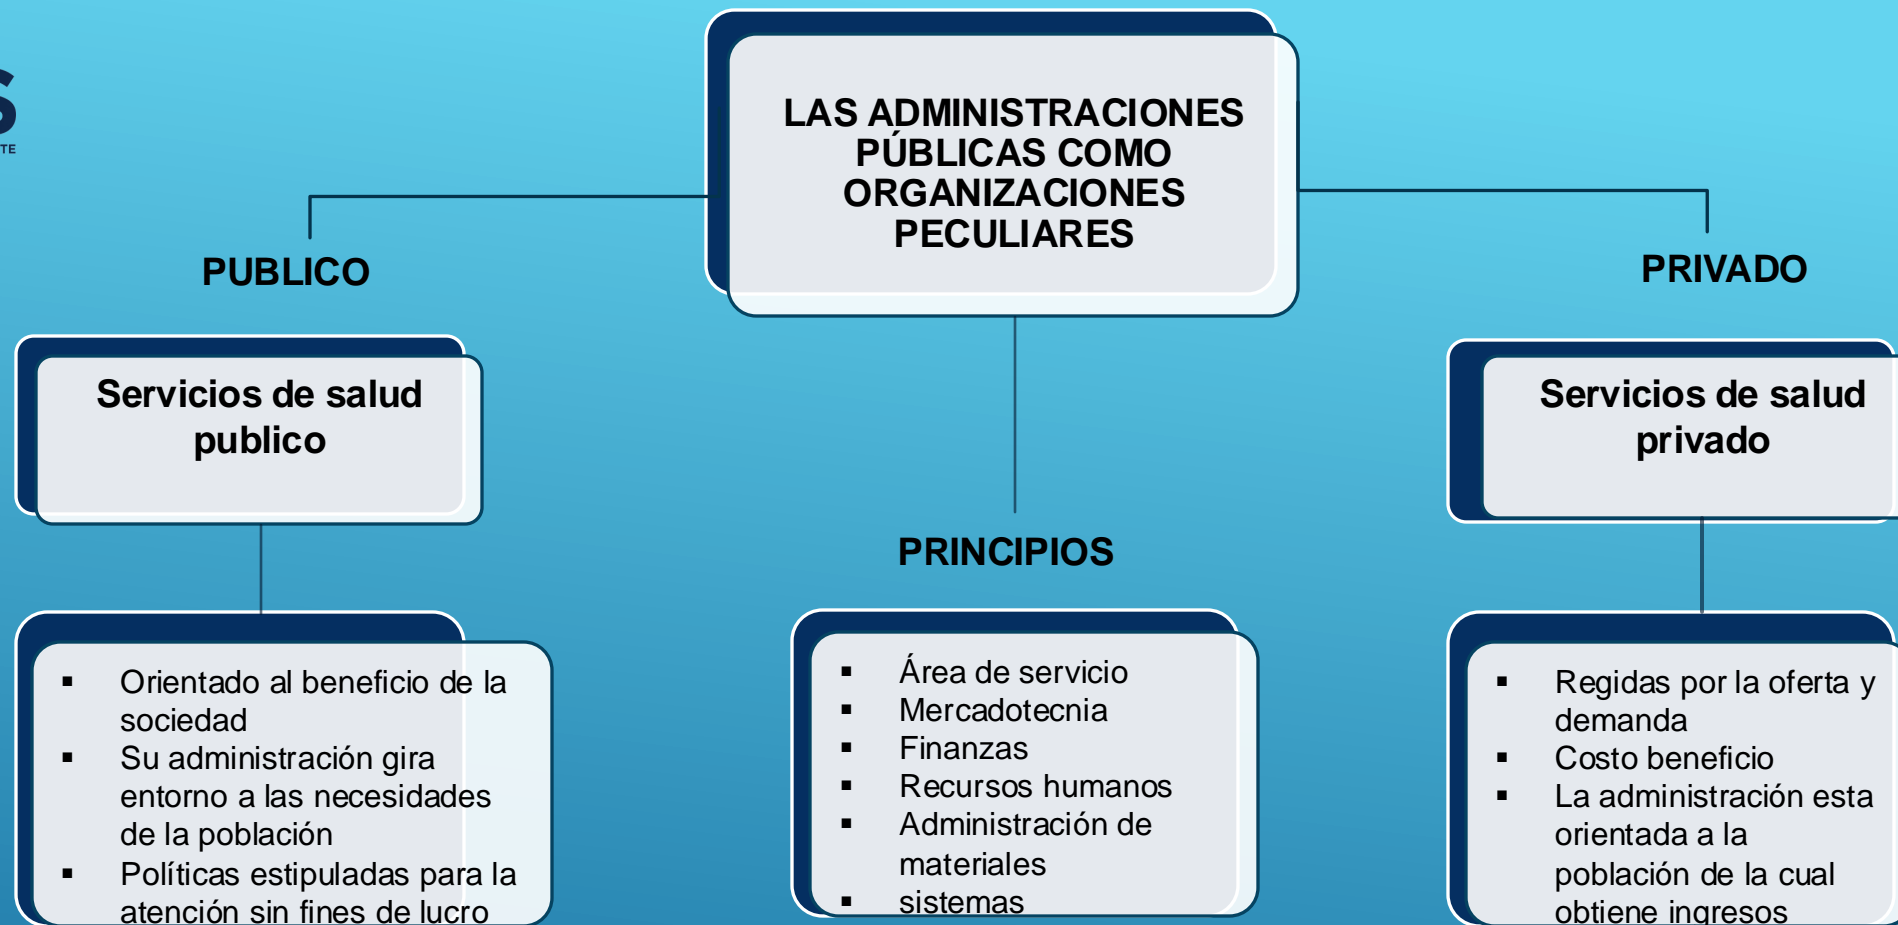 S
TE
LAS ADMINISTRACIONES
PÚBLICAS COMO
ORGANIZACIONES
PECULIARES
PUBLICO
PRIVADO
Servicios de salud
publico
Servicios de salud
privado
PRINCIPIOS
▪ Orientado al beneficio de la
sociedad
▪ Su administración gira
entorno a las necesidades
de la población
▪ Políticas estipuladas para la
atención sin fines de lucro
▪ Área de servicio
▪ Mercadotecnia
▪ Finanzas
▪ Recursos humanos
▪ Administración de
materiales
▪ sistemas
▪ Regidas por la oferta y
demanda
▪ Costo beneficio
▪ La administración esta
orientada a la
población de la cual
obtiene ingresos